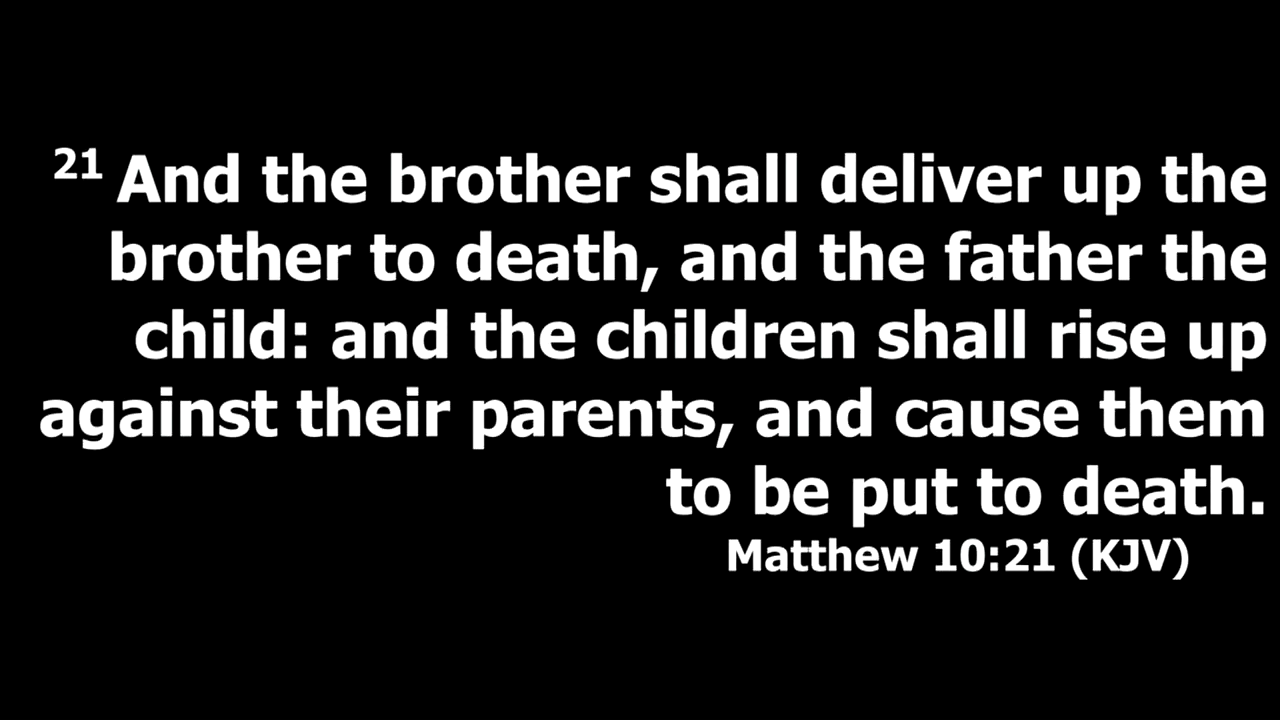 21 And the brother shall deliver up the
brother to death, and the father the
child: and the children shall rise up
against their parents, and cause them
to be put to death.
Matthew 10:21 (KJV)